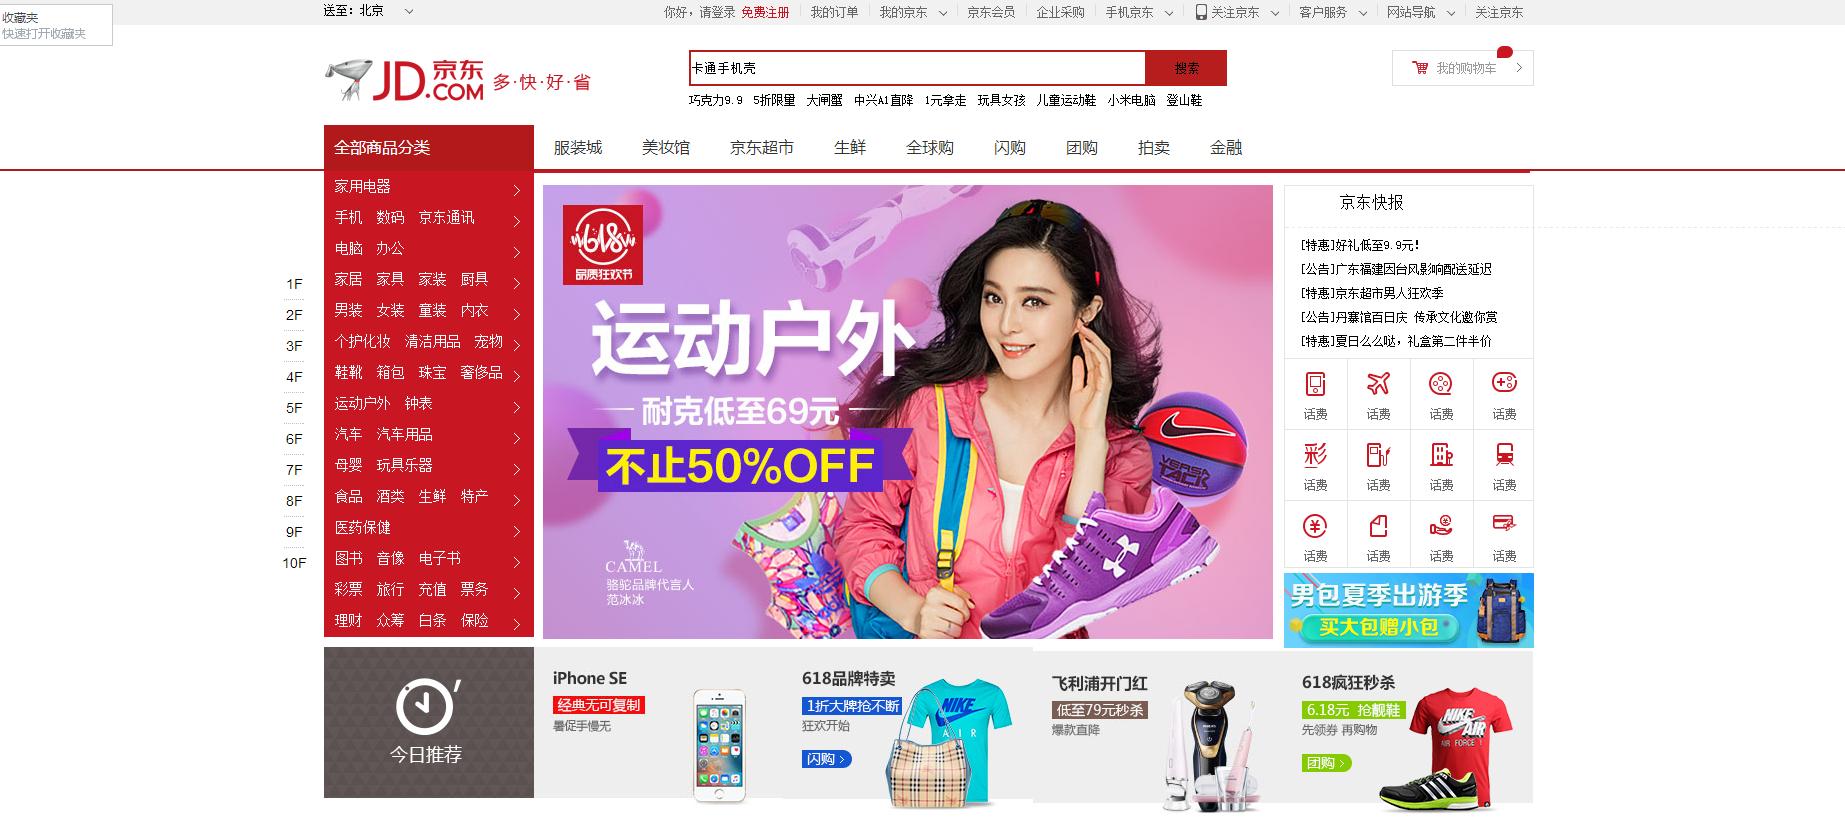 收藏夹
快速打开收藏夹
送至：北京
你好，请登录 免费注册 我的订单 我的京东 京东会员 企业采购 手机京东 关注京东 客户服务 网站导航 关注京东
JD.COM 京东 多·快·好·省
卡通手机壳 搜索
我的购物车
巧克力9.9 5折限量 大闸蟹 中兴A1直降 1元拿走 玩具女孩 儿童运动鞋 小米电脑 登山鞋
全部商品分类 服装城 美妆馆 京东超市 生鲜 全球购 闪购 团购 拍卖 金融
家用电器
手机 数码 京东通讯
电脑 办公
家居 家具 家装 厨具
男装 女装 童装 内衣
个护化妆 清洁用品 宠物
鞋靴 箱包 珠宝 奢侈品
运动户外 钟表
汽车 汽车用品
母婴 玩具乐器
食品 酒类 生鲜 特产
医药保健
图书 音像 电子书
彩票 旅行 充值 票务
理财 众筹 白条 保险
1F
2F
3F
4F
5F
6F
7F
8F
9F
10F
618
品质狂欢节
运动户外
耐克低至69元
不止50%OFF
CAMEL
骆驼品牌代言人
范冰冰
VERSA
TACK
京东快报
[特惠]好礼低至9.9元!
[公告]广东福建因台风影响配送延迟
[特惠]京东超市男人狂欢季
[公告]丹寨馆百日庆 传承文化邀你赏
[特惠]夏日么么哒，礼盒第二件半价
话费 话费 话费 话费
彩
话费 话费 话费 话费
话费 话费 话费 话费
男包夏季出游季
买大包赠小包
今日推荐
iPhone SE
经典无可复制
暑促手慢无
618品牌特卖
1折大牌抢不断
狂欢开始
闪购
NIKE
AIR
飞利浦开门红
低至79元秒杀
爆款直降
618疯狂秒杀
6.18元 抢靓鞋
先领券 再购物
团购
NIKE
AIR
AIR FORCE 1